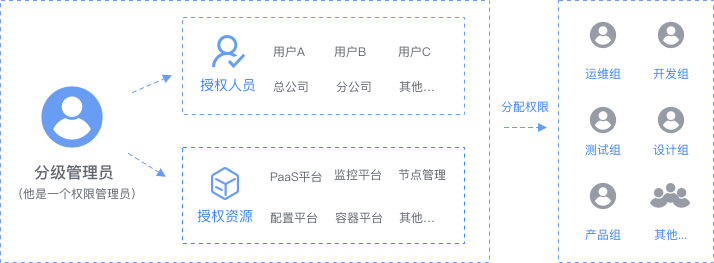 分级管理员
（他是一个权限管理员）
授权人员
用户A 用户B 用户C
总公司 分公司 其他...
授权资源
PaaS平台 监控平台 节点管理
配置平台 容器平台 其他...
分配权限
运维组 开发组
测试组 设计组
产品组 其他...